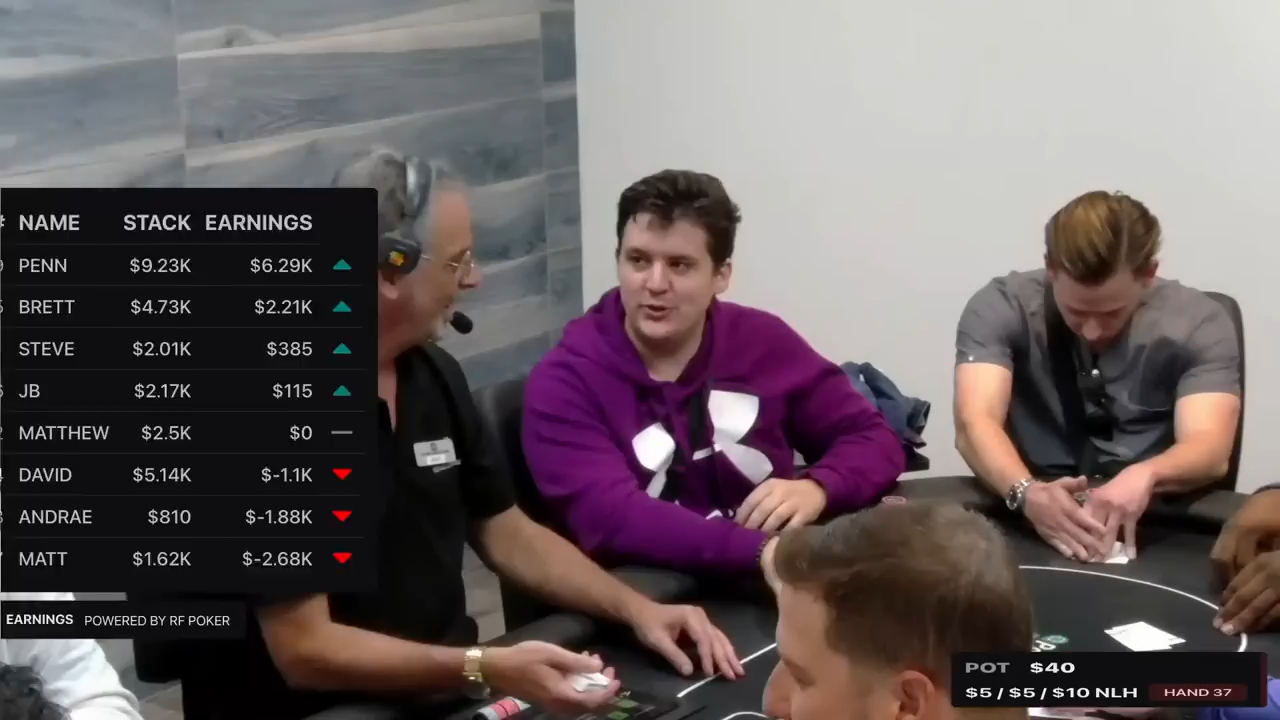 # NAME STACK EARNINGS
PENN $9.23K $6.29K
BRETT $4.73K $2.21K
STEVE $2.01K $385
JB $2.17K $115
MATTHEW $2.5K $0
DAVID $5.14K $-1.1K
ANDRAE $810 $-1.88K
MATT $1.62K $-2.68K
EARNINGS POWERED BY RF POKER
POT $40
$5 / $5 / $10 NLH HAND 37